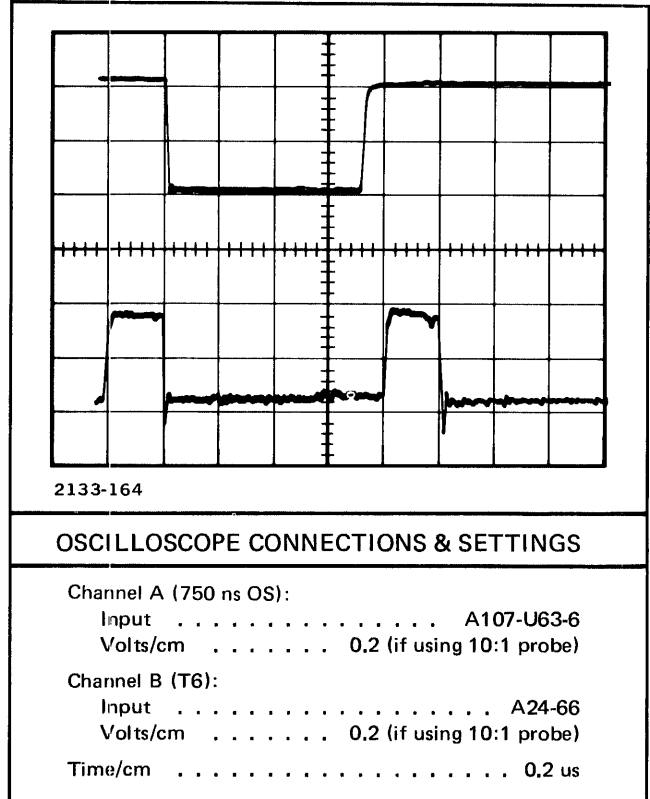 2133-164
OSCILLOSCOPE CONNECTIONS & SETTINGS
Channel A (750 ns OS):
Input . . . . . . . . . . . . . . . . A107-U63-6
Volts/cm . . . . . . . 0.2 (if using 10:1 probe)
Channel B (T6):
Input . . . . . . . . . . . . . . . . . . A24-66
Volts/cm . . . . . . . 0.2 (if using 10:1 probe)
Time/cm . . . . . . . . . . . . . . . . . . . 0.2 us